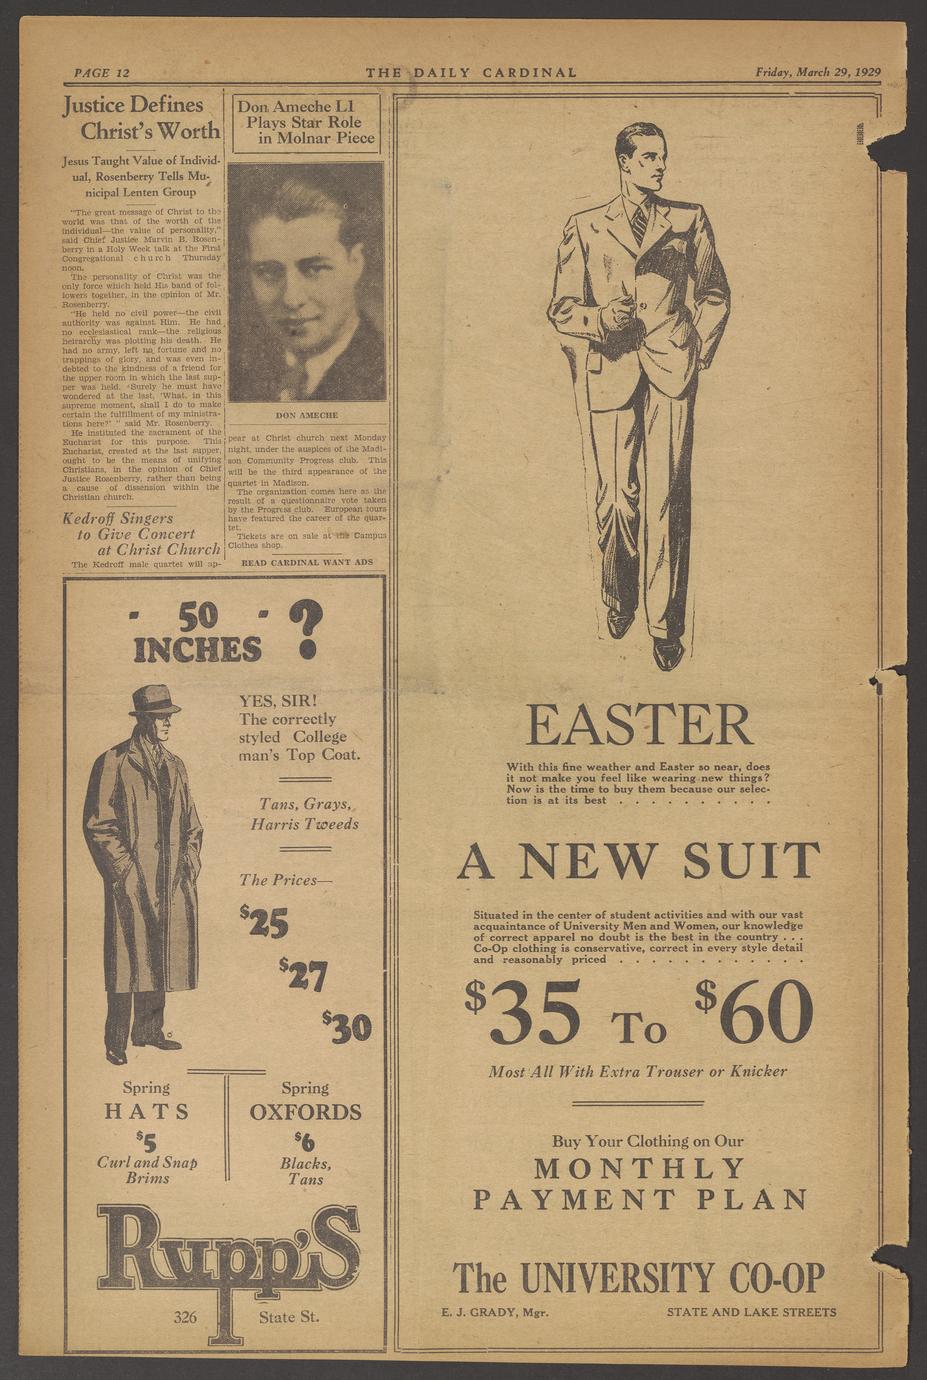 PAGE 12
THE DAILY CARDINAL
Friday, March 29, 1929
Justice Defines
Christ's Worth
Jesus Taught Value of Individ-
ual, Rosenberry Tells Mu-
nicipal Lenten Group
"The great message of Christ to the
world was that of the worth of the
individual—the value of personality,"
said Chief Justice Marvin B. Rosen-
berry in a Holy Week talk at the First
Congregational church Thursday
noon.
The personality of Christ was the
only force which held His band of fol-
lowers together, in the opinion of Mr.
Rosenberry.
"He held no civil power—the civil
authority was against Him. He had
no ecclesiastical rank—the religious
heirarchy was plotting his death. He
had no army, left no fortune and no
trappings of glory, and was even in-
debted to the kindness of a friend for
the upper room in which the last sup-
per was held. 'Surely he must have
wondered at the last, 'What, in this
supreme moment, shall I do to make
certain the fulfillment of my ministra-
tions here?' " said Mr. Rosenberry.
He instituted the sacrament of the
Eucharist for this purpose. This
Eucharist, created at the last supper,
ought to be the means of unifying
Christians, in the opinion of Chief
Justice Rosenberry, rather than being
a cause of dissension within the
Christian church.
Kedroff Singers
to Give Concert
at Christ Church
The Kedroff male quartet will ap-
Don Ameche L1
Plays Star Role
in Molnar Piece
DON AMECHE
pear at Christ church next Monday
night, under the auspices of the Madi-
son Community Progress club. This
will be the third appearance of the
quartet in Madison.
The organization comes here as the
result of a questionnaire vote taken
by the Progress club. European tours
have featured the career of the quar-
tet.
Tickets are on sale at the Campus
Clothes shop.
READ CARDINAL WANT ADS
- 50 - ?
INCHES
YES, SIR!
The correctly
styled College
man's Top Coat.
Tans, Grays,
Harris Tweeds
The Prices—
$25
$27
$30
Spring
HATS
$5
Curl and Snap
Brims
Spring
OXFORDS
$6
Blacks,
Tans
Rupp's
326 State St.
EASTER
With this fine weather and Easter so near, does
it not make you feel like wearing new things?
Now is the time to buy them because our selec-
tion is at its best . . . . . . . . . .
A NEW SUIT
Situated in the center of student activities and with our vast
acquaintance of University Men and Women, our knowledge
of correct apparel no doubt is the best in the country . . .
Co-Op clothing is conservative, correct in every style detail
and reasonably priced . . . . . . . . . . . .
$35 To $60
Most All With Extra Trouser or Knicker
Buy Your Clothing on Our
MONTHLY
PAYMENT PLAN
The UNIVERSITY CO-OP
E. J. GRADY, Mgr.
STATE AND LAKE STREETS